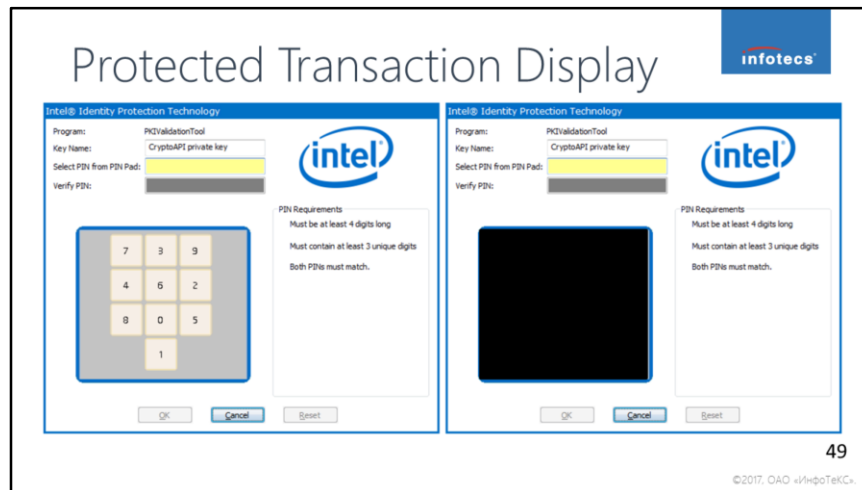 Protected Transaction Display
infotecs
Intel® Identity Protection Technology
Program: PKIValidationTool
Key Name: CryptoAPI private key
Select PIN from PIN Pad:
Verify PIN:
intel
PIN Requirements
Must be at least 4 digits long
Must contain at least 3 unique digits
Both PINs must match.
7 3 9
4 6 2
8 0 5
1
OK Cancel Reset
Intel® Identity Protection Technology
Program: PKIValidationTool
Key Name: CryptoAPI private key
Select PIN from PIN Pad:
Verify PIN:
intel
PIN Requirements
Must be at least 4 digits long
Must contain at least 3 unique digits
Both PINs must match.
OK Cancel Reset
49
©2017, ОАО «ИнфоТеКС».